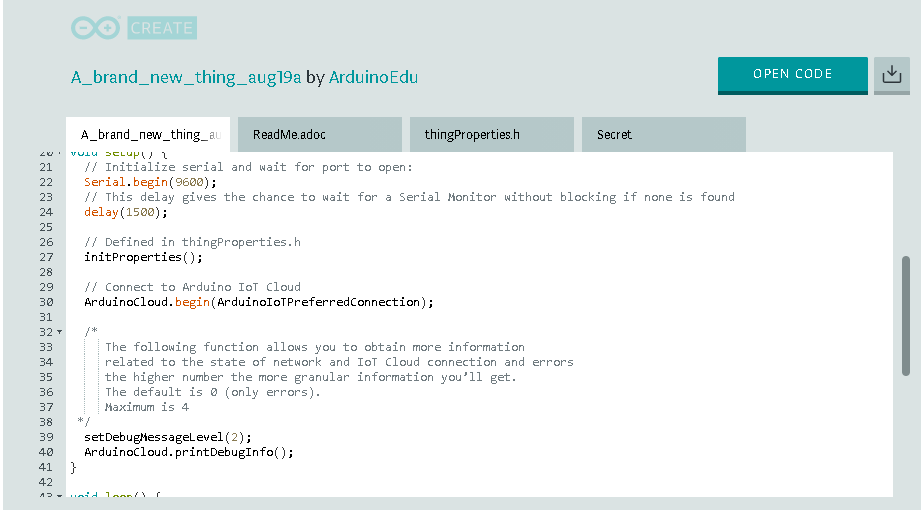 CREATE
A_brand_new_thing_aug19a by ArduinoEdu
OPEN CODE
A_brand_new_thing_au
ReadMe.adoc
thingProperties.h
Secret
20 void setup() {
21 // Initialize serial and wait for port to open:
22 Serial.begin(9600);
23 // This delay gives the chance to wait for a Serial Monitor without blocking if none is found
24 delay(1500);
25
26 // Defined in thingProperties.h
27 initProperties();
28
29 // Connect to Arduino IoT Cloud
30 ArduinoCloud.begin(ArduinoIoTPreferredConnection);
31
32 /*
33 The following function allows you to obtain more information
34 related to the state of network and IoT Cloud connection and errors
35 the higher number the more granular information you’ll get.
36 The default is 0 (only errors).
37 Maximum is 4
38 */
39 setDebugMessageLevel(2);
40 ArduinoCloud.printDebugInfo();
41 }
42
43 void loop() {